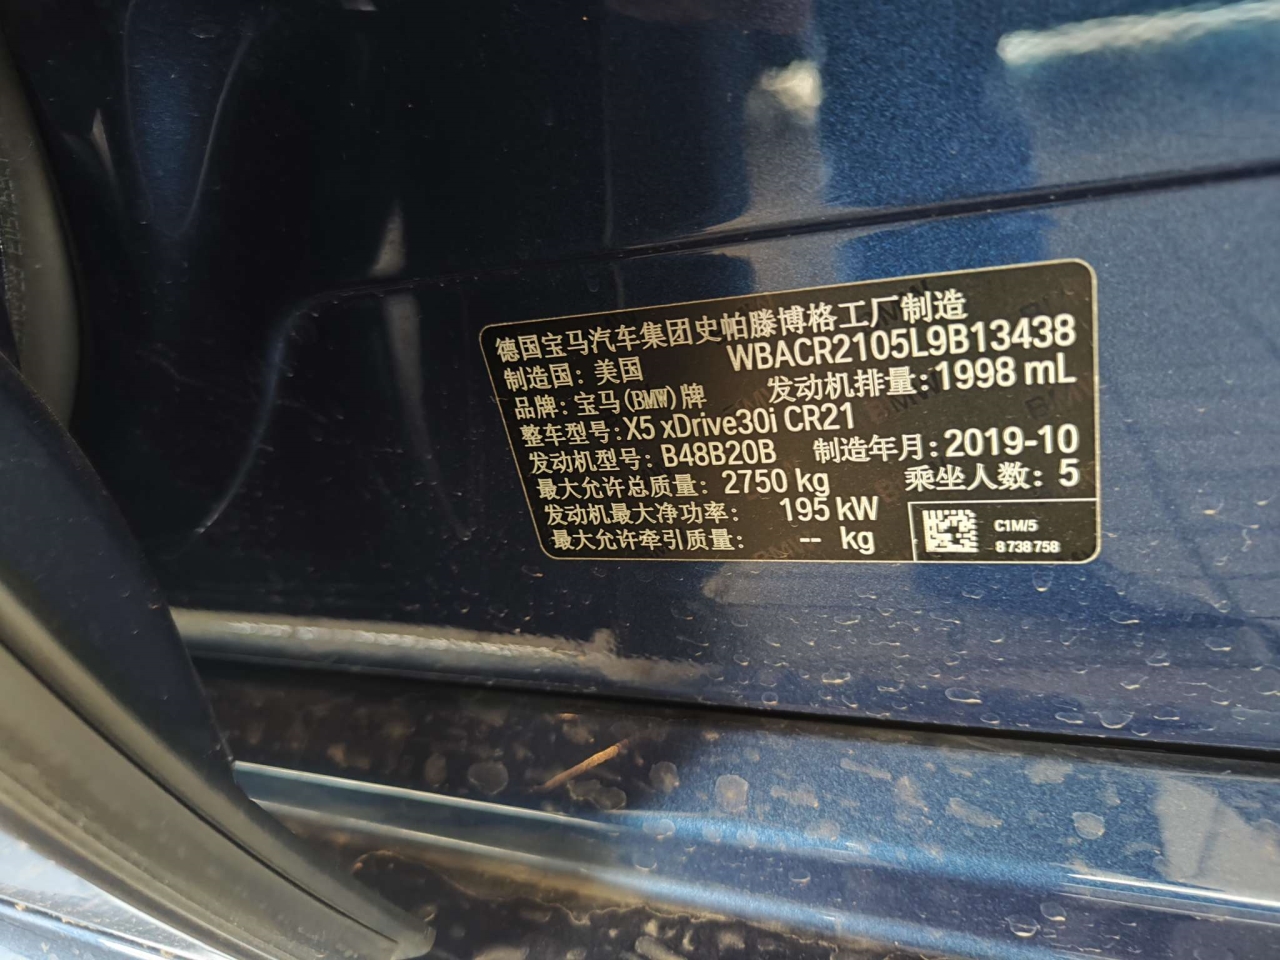 德国宝马汽车集团史帕滕博格工厂制造
制造国: 美国 WBACR2105L9B13438
品牌: 宝马(BMW)牌 发动机排量: 1998 mL
整车型号: X5 xDrive30i CR21
发动机型号: B48B20B 制造年月: 2019-10
最大允许总质量: 2750 kg 乘坐人数: 5
发动机最大净功率: 195 kW
最大允许牵引质量: -- kg
C1M/5
8 738 758